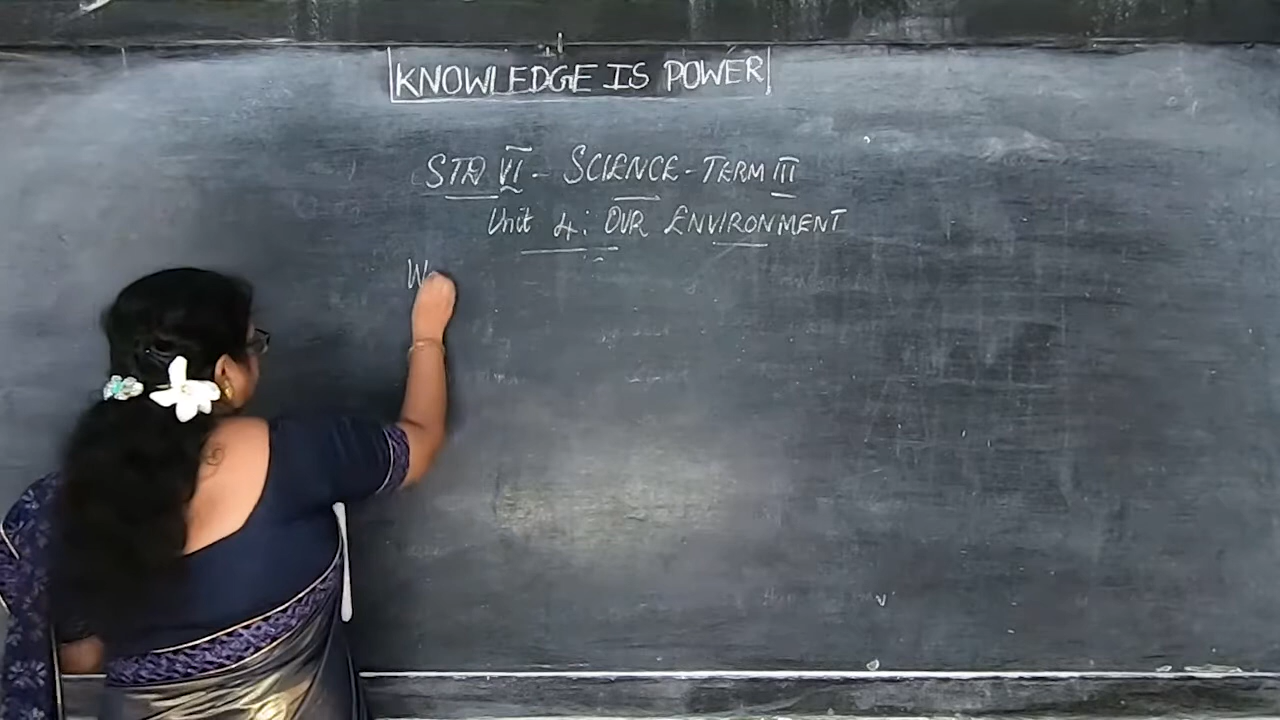 KNOWLEDGE IS POWER
STD VI - SCIENCE - TERM III
Unit 4: OUR ENVIRONMENT
W